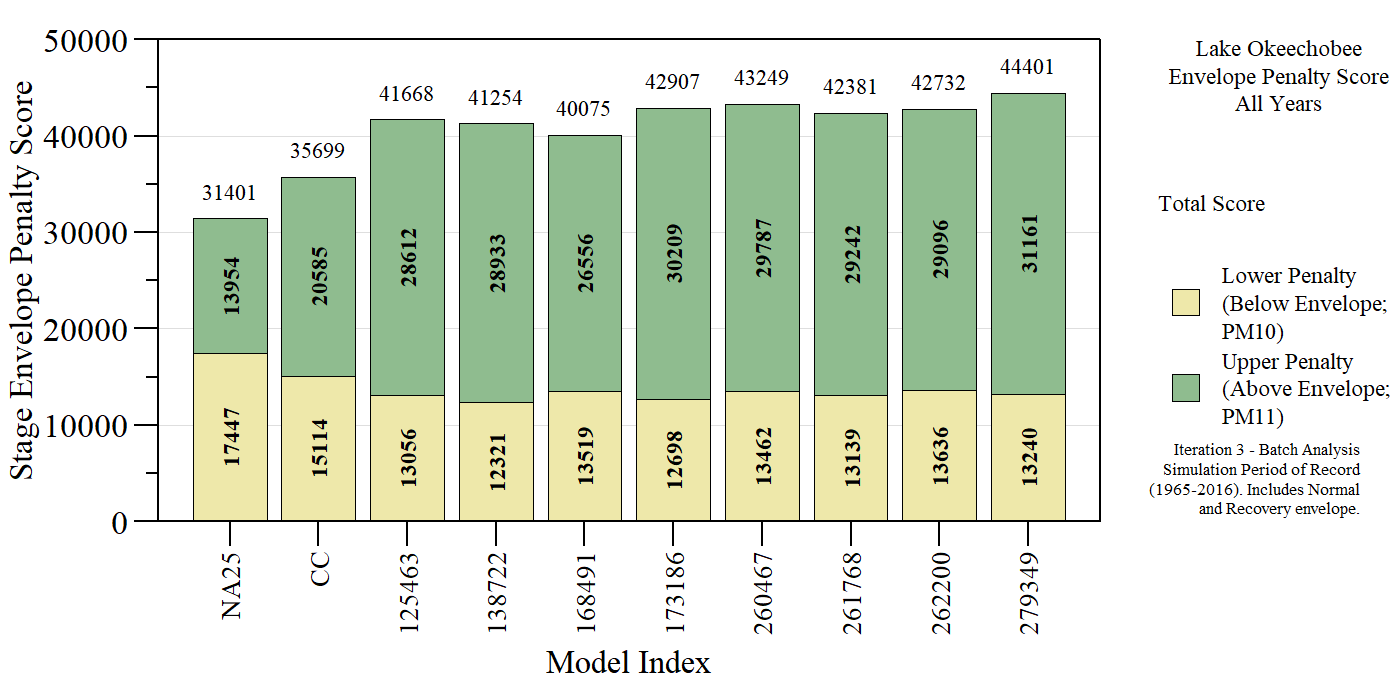 Lake Okeechobee
Envelope Penalty Score
All Years
Total Score
Lower Penalty
(Below Envelope;
PM10)
Upper Penalty
(Above Envelope;
PM11)
Iteration 3 - Batch Analysis
Simulation Period of Record
(1965-2016). Includes Normal
and Recovery envelope.
Stage Envelope Penalty Score
50000
40000
30000
20000
10000
0
31401
35699
41668
41254
40075
42907
43249
42381
42732
44401
13954
20585
28612
28933
26556
30209
29787
29242
29096
31161
17447
15114
13056
12321
13519
12698
13462
13139
13636
13240
NA25
CC
125463
138722
168491
173186
260467
261768
262200
279349
Model Index